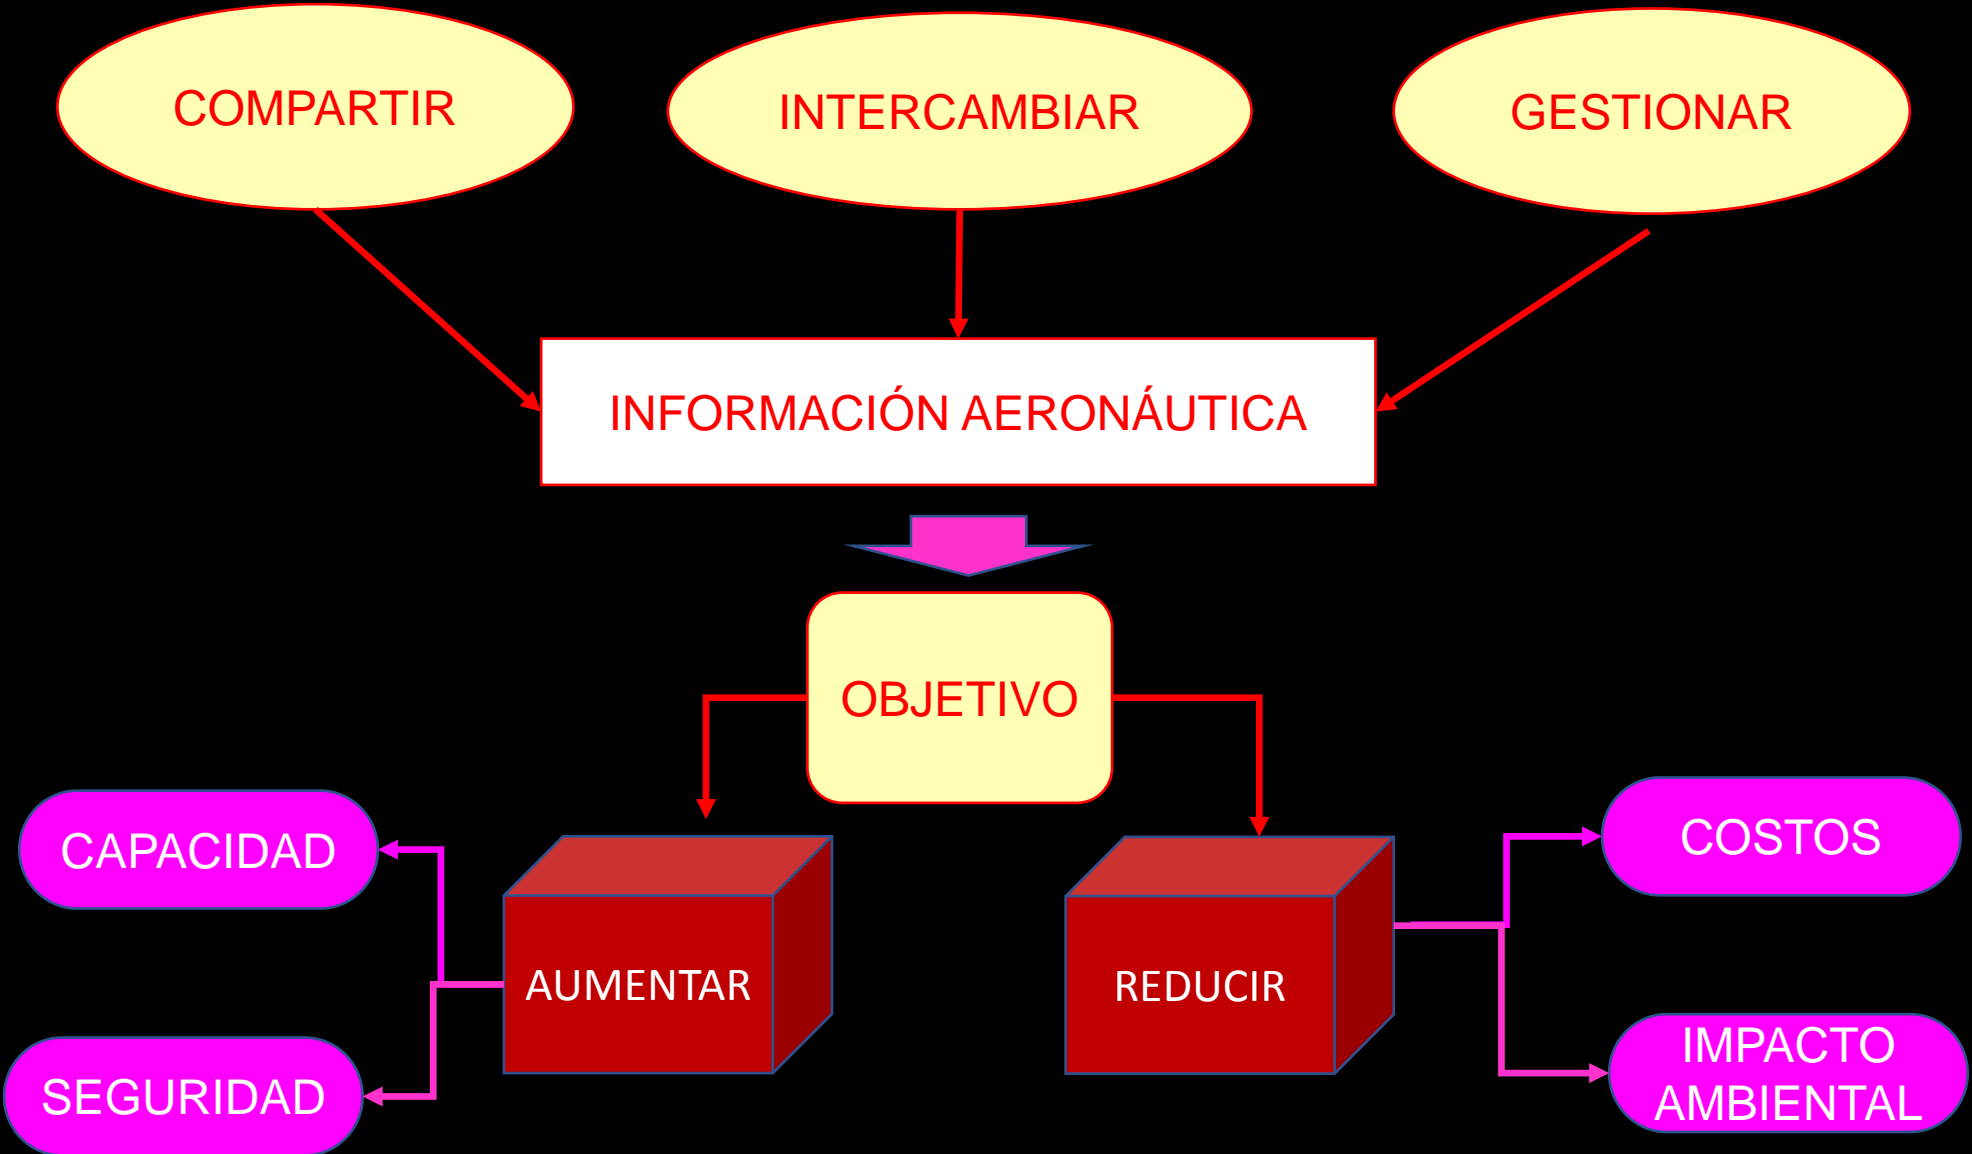 COMPARTIR
INTERCAMBIAR
GESTIONAR
INFORMACIÓN AERONÁUTICA
OBJETIVO
CAPACIDAD
COSTOS
AUMENTAR
REDUCIR
SEGURIDAD
IMPACTO
AMBIENTAL